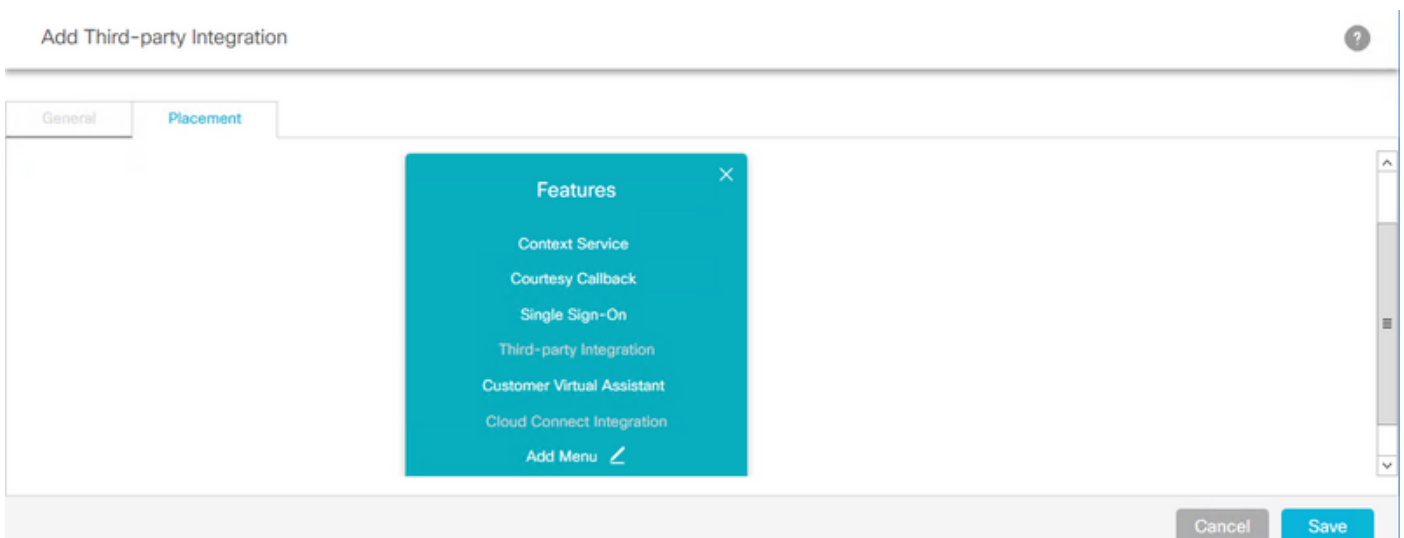 Add Third-party Integration
?
General
Placement
Features
Context Service
Courtesy Callback
Single Sign-On
Third-party Integration
Customer Virtual Assistant
Cloud Connect Integration
Add Menu
Cancel
Save